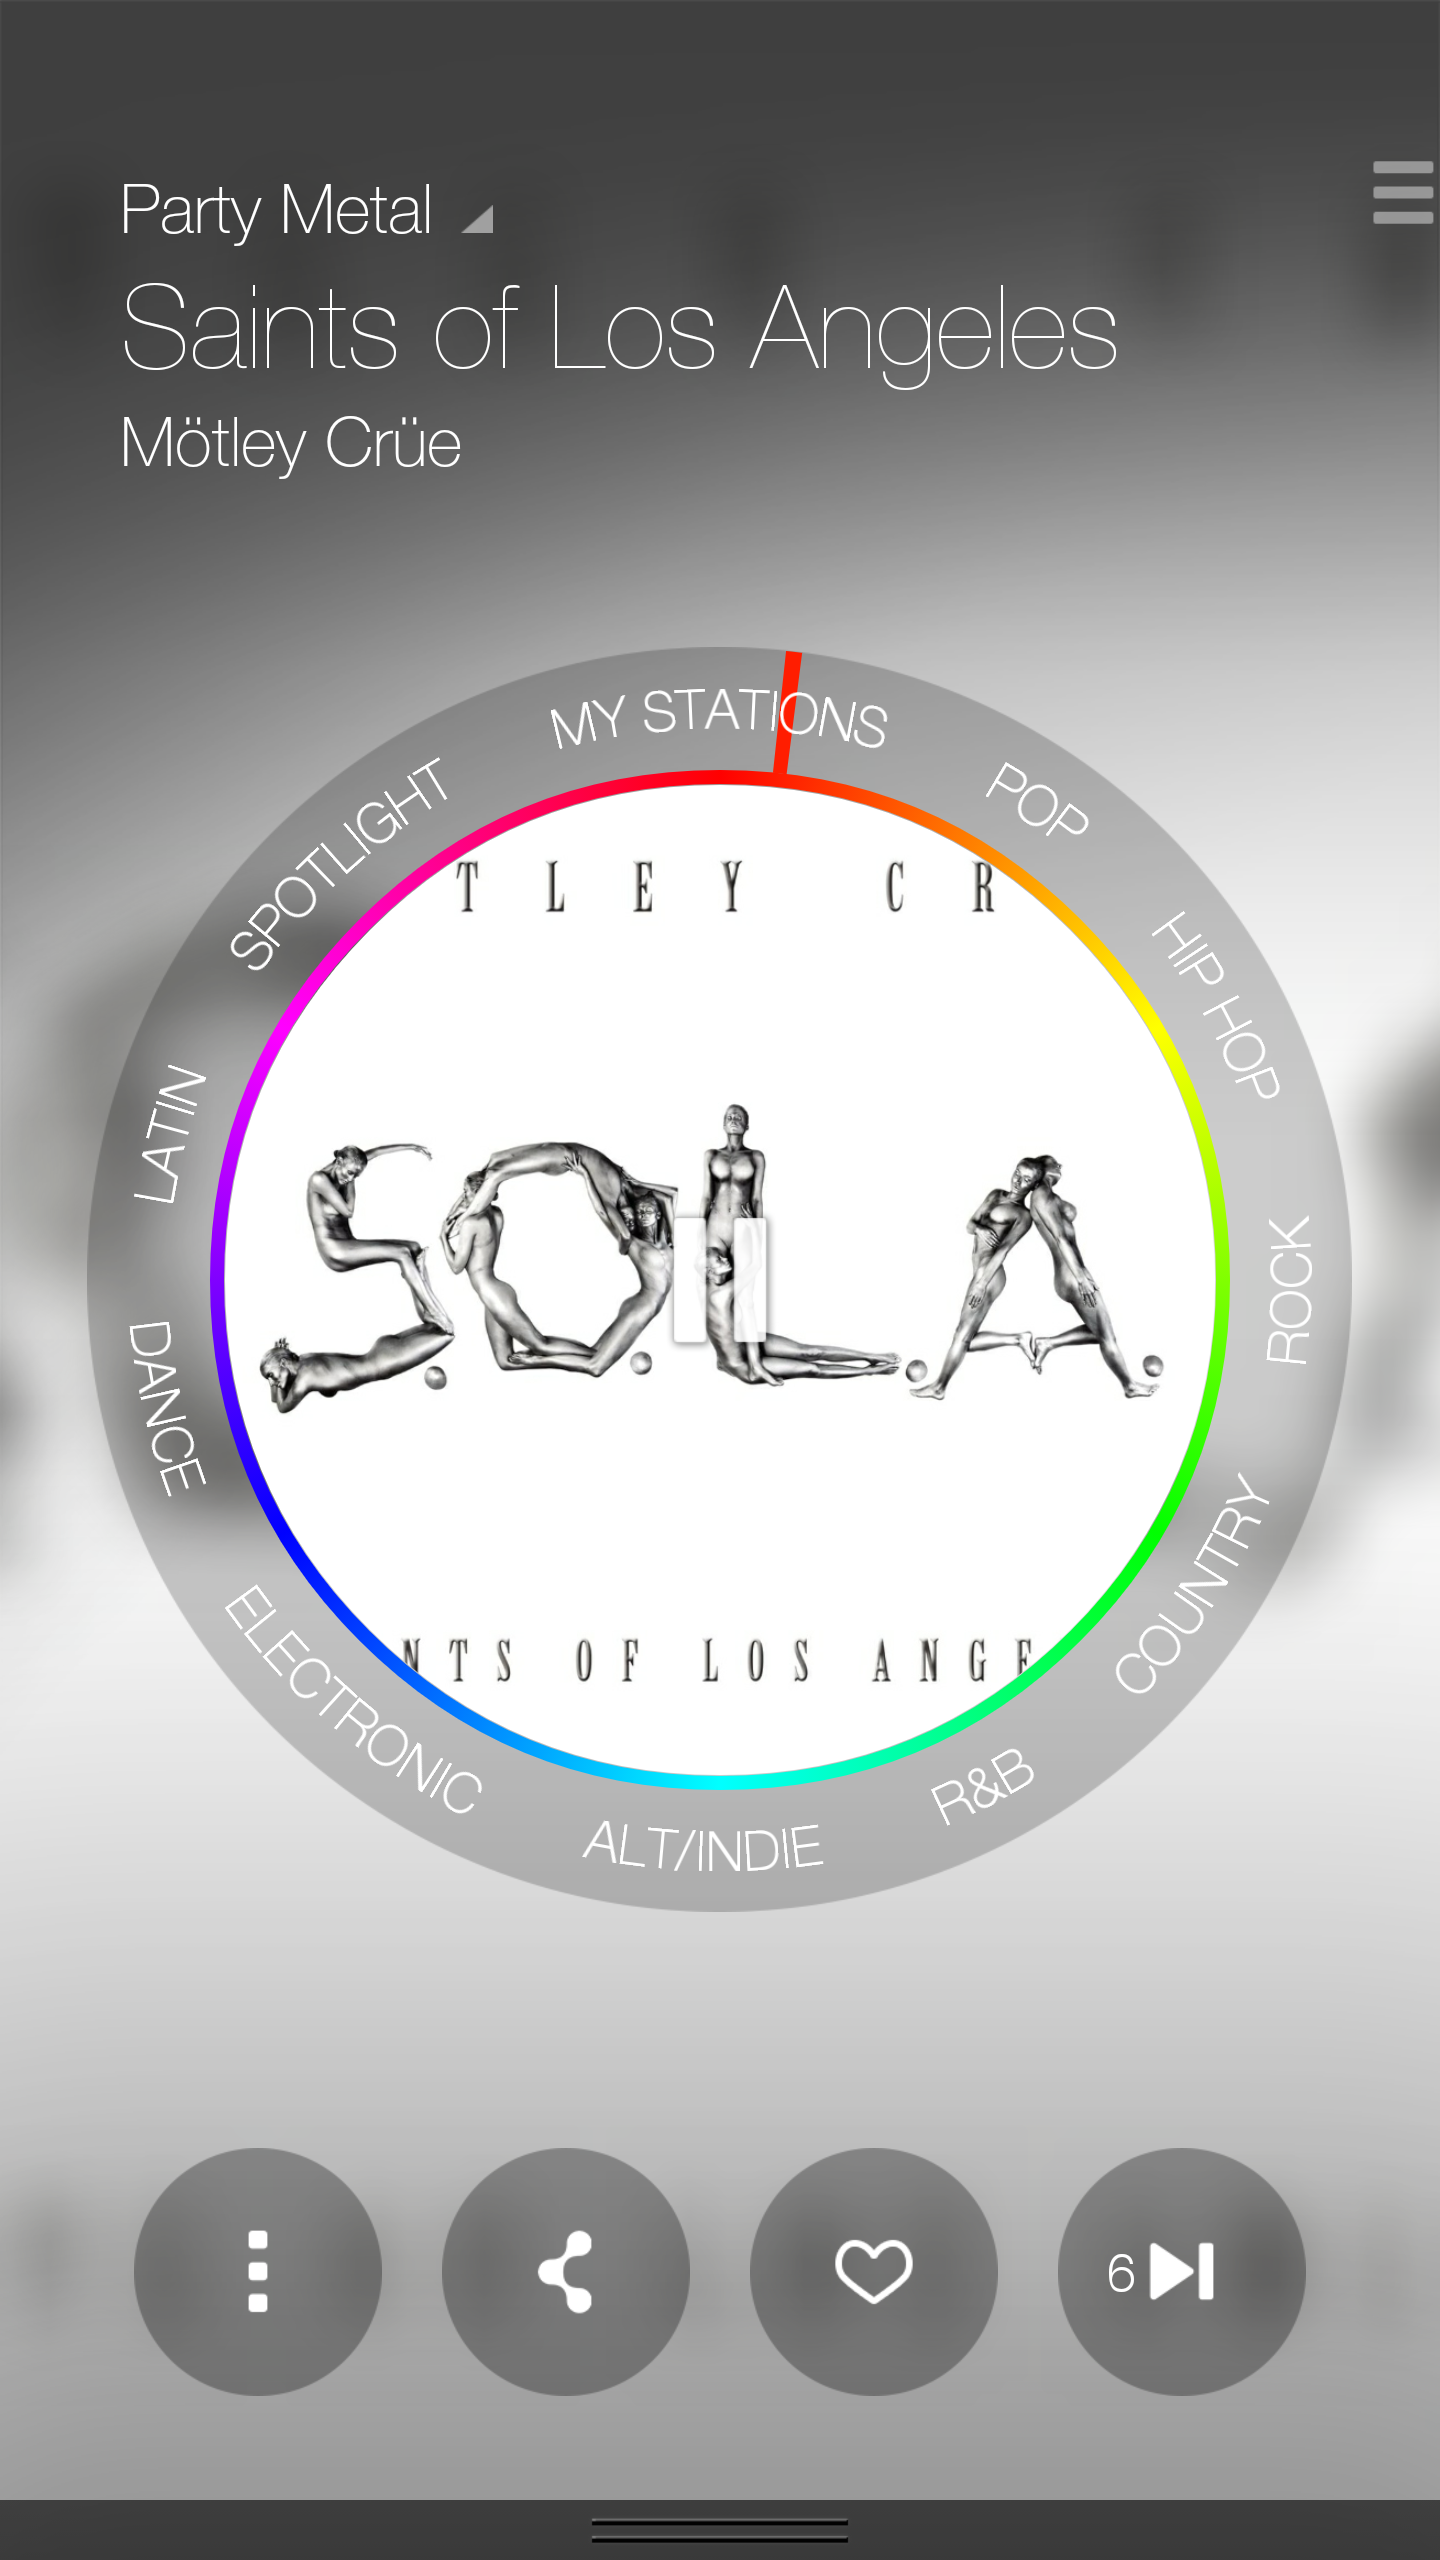 Party Metal
Saints of Los Angeles
Mötley Crüe
MY STATIONS
POP
HIP HOP
ROCK
COUNTRY
R&B
ALT/INDIE
ELECTRONIC
DANCE
LATIN
SPOTLIGHT
TLEY CR
S.O.L.A.
NTS OF LOS ANGE
6